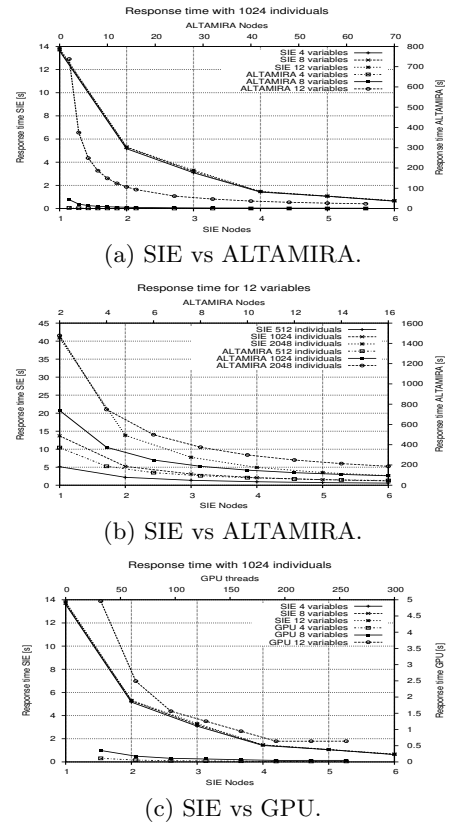 Response time with 1024 individuals
ALTAMIRA Nodes
0 10 20 30 40 50 60 70
14 12 10 8 6 4 2 0
Response time SIE [s]
SIE 4 variables
SIE 8 variables
SIE 12 variables
ALTAMIRA 4 variables
ALTAMIRA 8 variables
ALTAMIRA 12 variables
800 700 600 500 400 300 200 100 0
Response time ALTAMIRA [s]
1 2 3 4 5 6
SIE Nodes
(a) SIE vs ALTAMIRA.
Response time for 12 variables
ALTAMIRA Nodes
2 4 6 8 10 12 14 16
45 40 35 30 25 20 15 10 5 0
Response time SIE [s]
SIE 512 individuals
SIE 1024 individuals
SIE 2048 individuals
ALTAMIRA 512 individuals
ALTAMIRA 1024 individuals
ALTAMIRA 2048 individuals
1600 1400 1200 1000 800 600 400 200 0
Response time ALTAMIRA [s]
1 2 3 4 5 6
SIE Nodes
(b) SIE vs ALTAMIRA.
Response time with 1024 individuals
GPU threads
0 50 100 150 200 250 300
14 12 10 8 6 4 2 0
Response time SIE [s]
SIE 4 variables
SIE 8 variables
SIE 12 variables
GPU 4 variables
GPU 8 variables
GPU 12 variables
5 4.5 4 3.5 3 2.5 2 1.5 1 0.5 0
Response time GPU [s]
1 2 3 4 5 6
SIE Nodes
(c) SIE vs GPU.